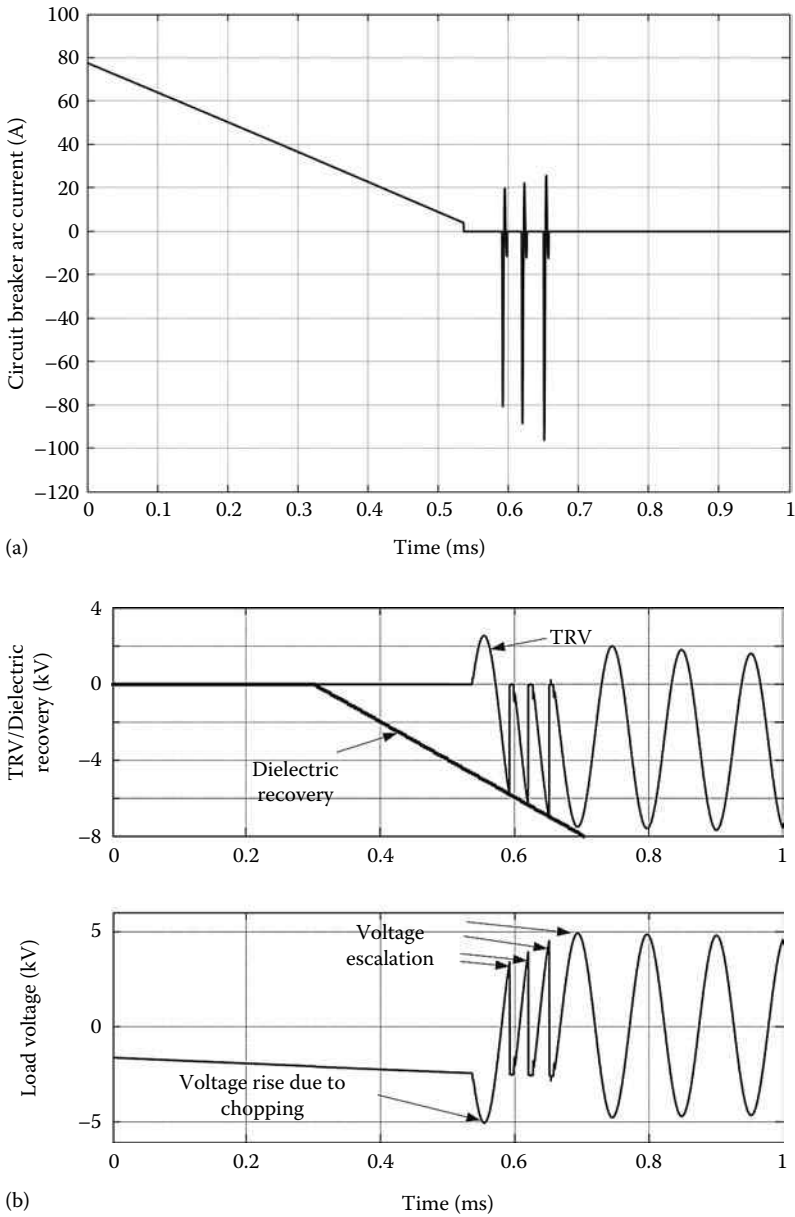 100
80
60
40
20
0
−20
−40
−60
−80
−100
−120
Circuit breaker arc current (A)
0 0.1 0.2 0.3 0.4 0.5 0.6 0.7 0.8 0.9 1
Time (ms)
(a)
4
0
−4
−8
TRV/Dielectric
recovery (kV)
TRV
Dielectric
recovery
0 0.2 0.4 0.6 0.8 1
5
0
−5
Load voltage (kV)
Voltage
escalation
Voltage rise due to
chopping
0 0.2 0.4 0.6 0.8 1
Time (ms)
(b)